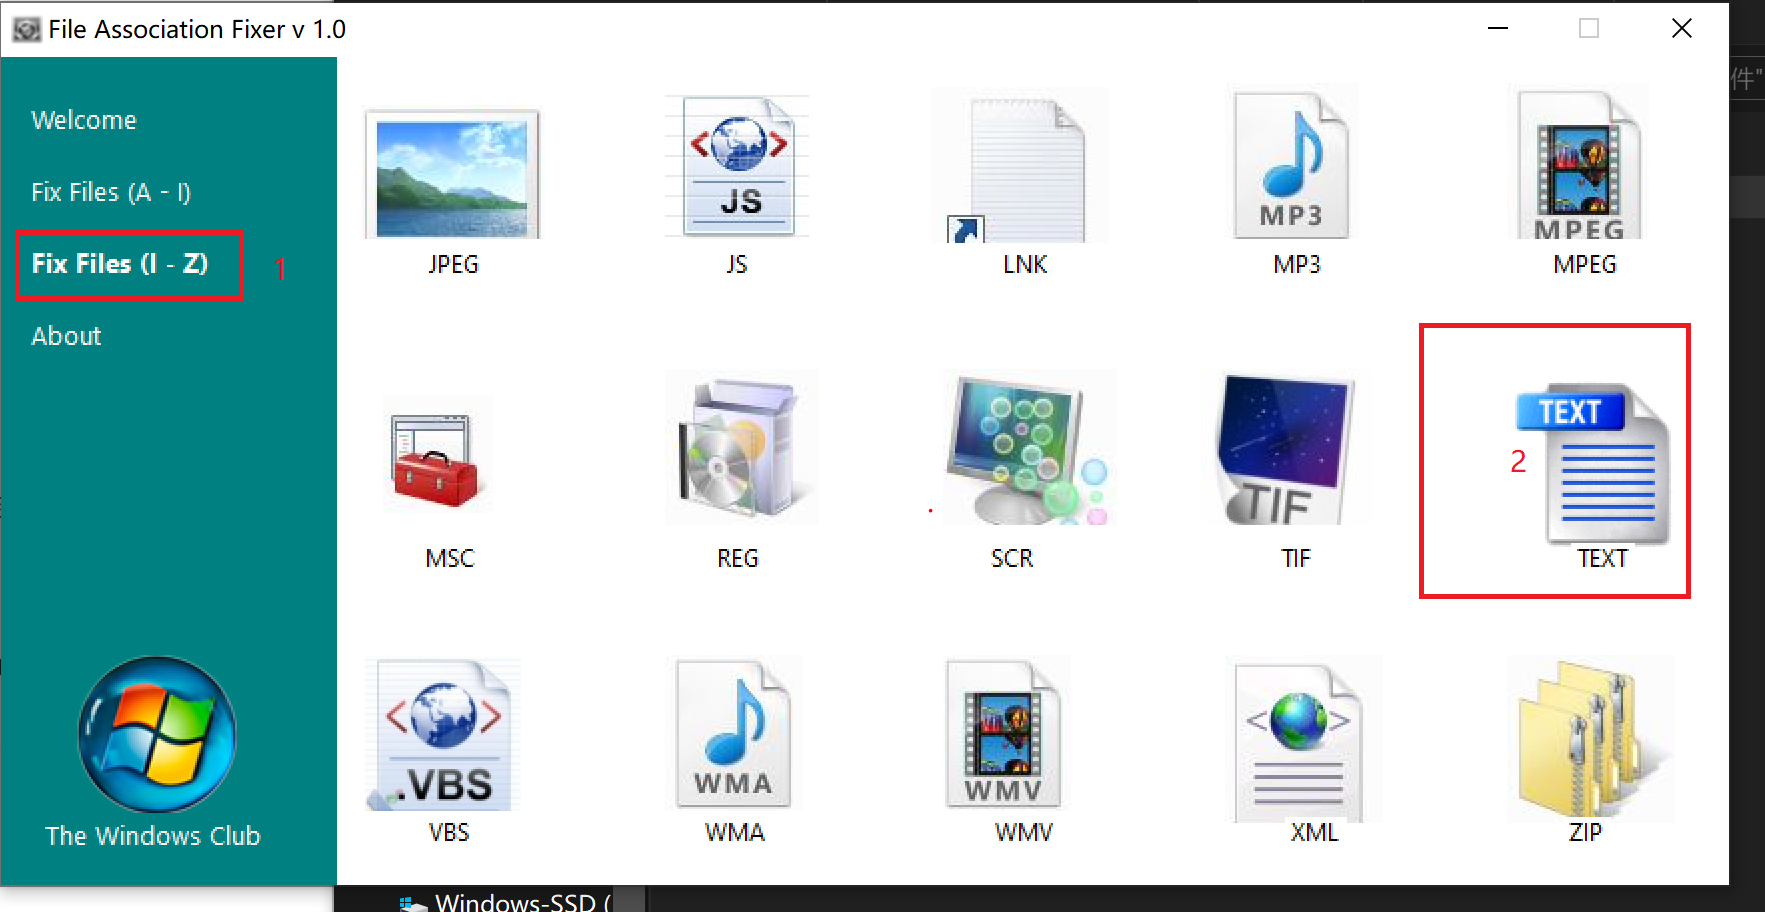 File Association Fixer v 1.0
件"
Welcome
Fix Files (A - I)
Fix Files (I - Z)
1
About
The Windows Club
JS
MP3
MPEG
JPEG
JS
LNK
MP3
MPEG
TEXT
2
TIF
MSC
REG
SCR
TIF
TEXT
.VBS
WMA
WMV
VBS
WMA
WMV
XML
ZIP
Windows-SSD (